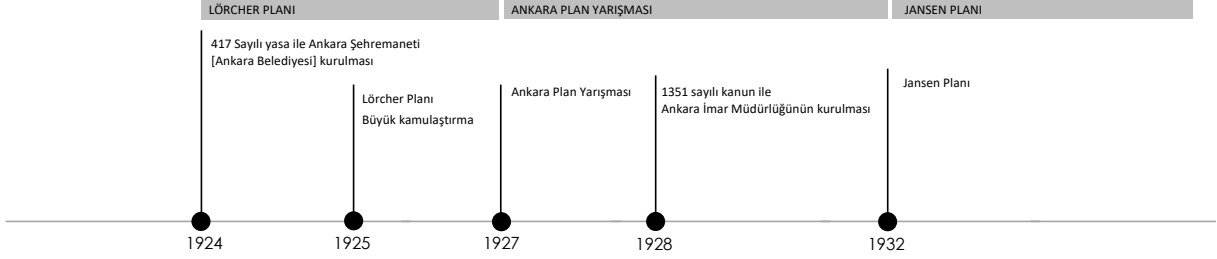 LÖRCHER PLANI
ANKARA PLAN YARIŞMASI
JANSEN PLANI
417 Sayılı yasa ile Ankara Şehremaneti
[Ankara Belediyesi] kurulması
Lörcher Planı
Büyük kamulaştırma
Ankara Plan Yarışması
1351 sayılı kanun ile
Ankara İmar Müdürlüğünün kurulması
Jansen Planı
1924
1925
1927
1928
1932